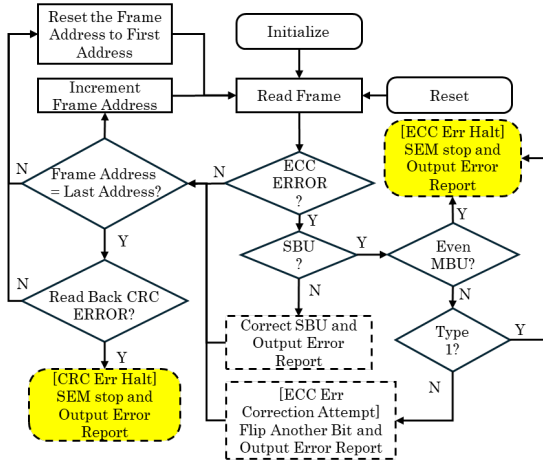 Reset the Frame
Address to First
Address
Initialize
Increment
Frame Address
Read Frame
Reset
[ECC Err Halt]
SEM stop and
Output Error
Report
N
Frame Address
= Last Address?
N
ECC
ERROR
?
Y
Y
Y
SBU
?
Y
Even
MBU?
N
Read Back CRC
ERROR?
N
N
Correct SBU and
Output Error
Report
Type
1?
Y
Y
N
[CRC Err Halt]
SEM stop and
Output Error
Report
[ECC Err
Correction Attempt]
Flip Another Bit and
Output Error Report